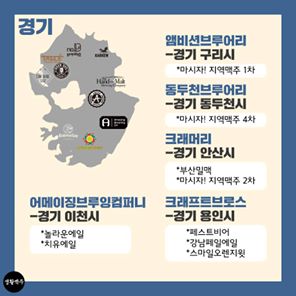 경기
앰비션브루어리
-경기 구리시
*마시자! 지역맥주 1차
동두천브루어리
-경기 동두천시
*마시자! 지역맥주 4차
크래머리
-경기 안산시
*부산밀맥
*마시자! 지역맥주 2차
어메이징브루잉컴퍼니
-경기 이천시
*놀라운에일
*치유에일
크래프트브로스
-경기 용인시
*페스트비어
*강남페일에일
*스마일오렌지윗
Hand & Malt